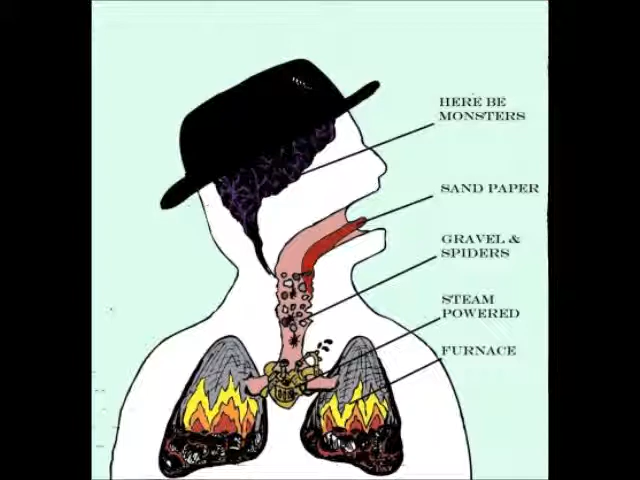 HERE BE
MONSTERS
SAND PAPER
GRAVEL &
SPIDERS
STEAM
POWERED
FURNACE